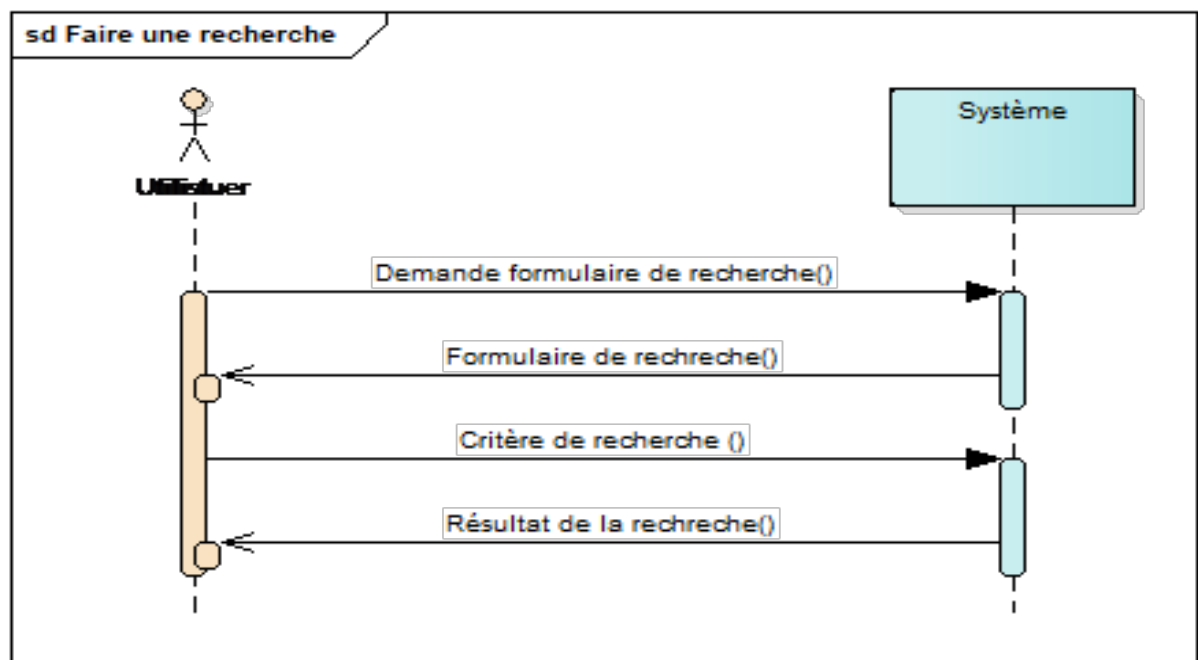 sd Faire une recherche
Système
Demande formulaire de recherche()
Formulaire de rechreche()
Critère de recherche ()
Résultat de la rechreche()